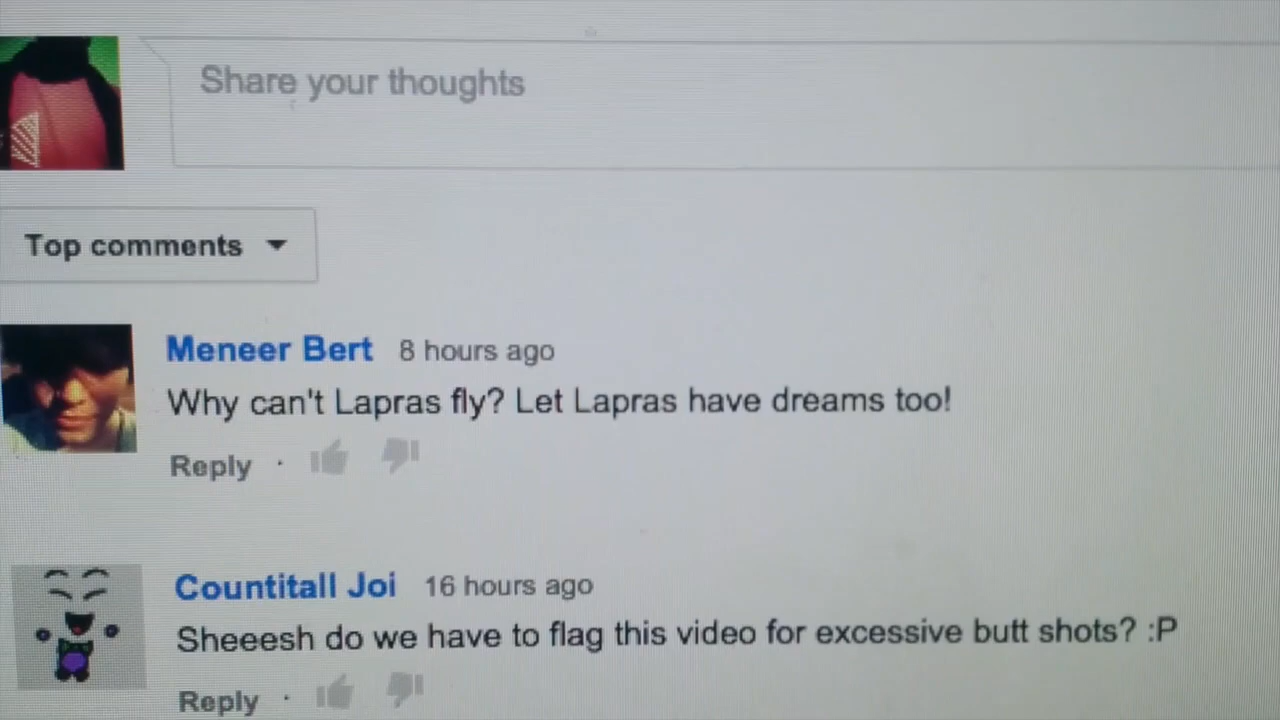 Share your thoughts
Top comments
Meneer Bert 8 hours ago
Why can't Lapras fly? Let Lapras have dreams too!
Reply ·
Countitall Joi 16 hours ago
Sheeesh do we have to flag this video for excessive butt shots? :P
Reply ·